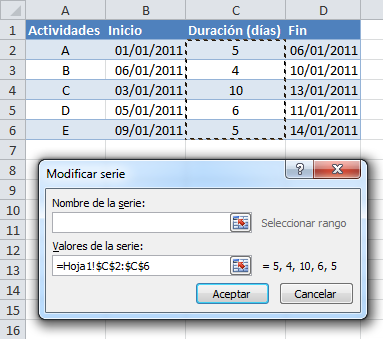 A B C D
1 Actividades Inicio Duración (días) Fin
2 A 01/01/2011 5 06/01/2011
3 B 06/01/2011 4 10/01/2011
4 C 03/01/2011 10 13/01/2011
5 D 05/01/2011 6 11/01/2011
6 E 09/01/2011 5 14/01/2011
7
8
Modificar serie
9
10
Nombre de la serie:
11
Seleccionar rango
12
Valores de la serie:
13
=Hoja1!$C$2:$C$6 = 5, 4, 10, 6, 5
14
Aceptar Cancelar
15
16